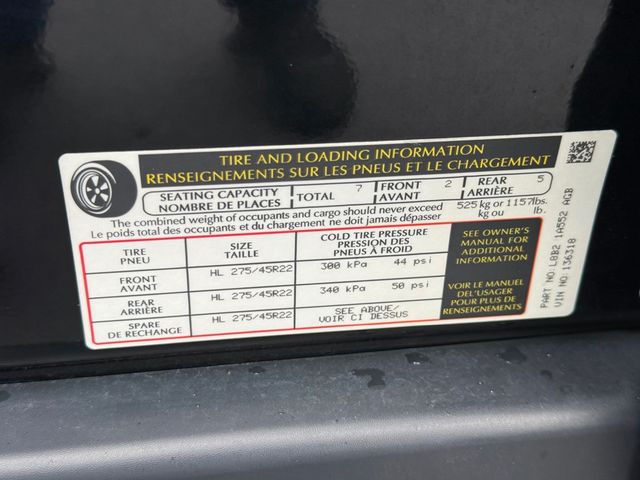 TIRE AND LOADING INFORMATION
RENSEIGNEMENTS SUR LES PNEUS ET LE CHARGEMENT
SEATING CAPACITY TOTAL 7 FRONT 2 REAR 5
NOMBRE DE PLACES AVANT ARRIÈRE
The combined weight of occupants and cargo should never exceed 525 kg or 1157lbs.
Le poids total des occupants et du chargement ne doit jamais dépasser kg ou lb.
TIRE SIZE COLD TIRE PRESSURE
PNEU TAILLE PRESSION DES
PNEUS À FROID
FRONT HL 275/45R22 300 kPa 44 psi
AVANT
REAR HL 275/45R22 340 kPa 50 psi
ARRIÈRE
SPARE HL 275/45R22 SEE ABOVE/
DE RECHANGE VOIR CI DESSUS
SEE OWNER'S
MANUAL FOR
ADDITIONAL
INFORMATION
VOIR LE MANUEL
DEL'USAGER
POUR PLUS DE
RENSEIGNEMENTS
PART NO: L8B2 1A552 AGB
VIN NO: 136318